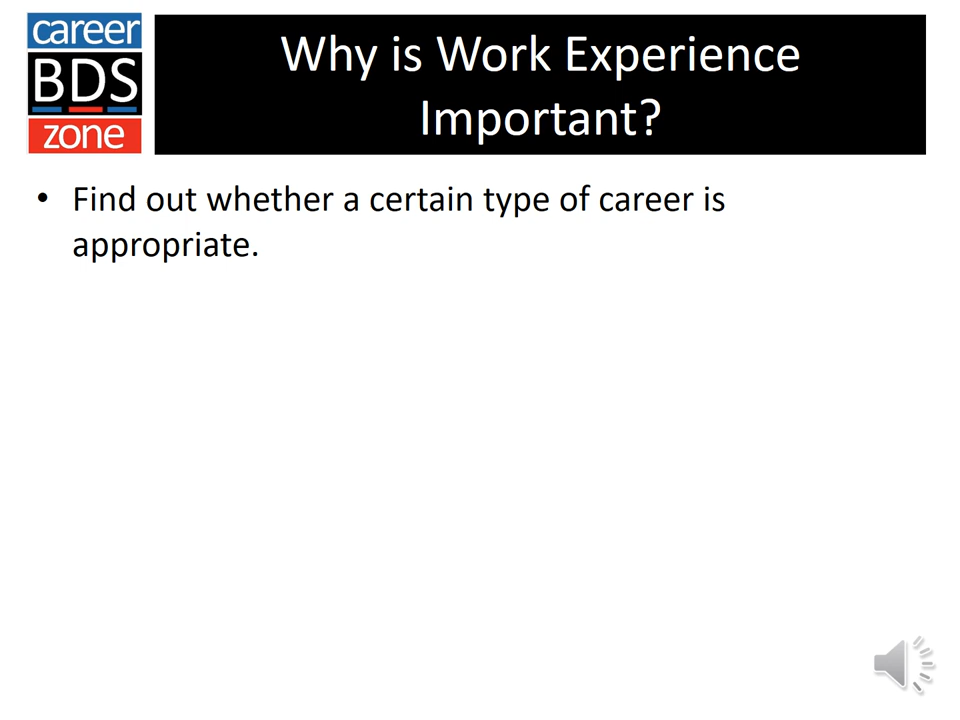 career
BDS
zone
Why is Work Experience
Important?
• Find out whether a certain type of career is
appropriate.